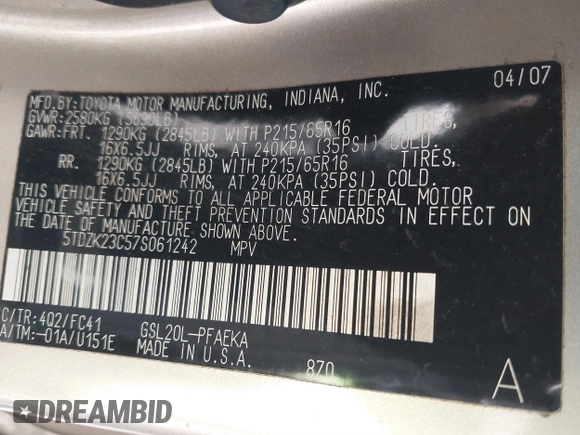 04/07
MFD.BY:TOYOTA MOTOR MANUFACTURING, INDIANA, INC.
GVWR:2580KG (5690LB)
GAWR:FRT. 1290KG (2845LB) WITH P215/65R16 TIRES,
16X6.5JJ RIMS, AT 240KPA (35PSI) COLD.
RR. 1290KG (2845LB) WITH P215/65R16 TIRES,
16X6.5JJ RIMS, AT 240KPA (35PSI) COLD.
THIS VEHICLE CONFORMS TO ALL APPLICABLE FEDERAL MOTOR
VEHICLE SAFETY AND THEFT PREVENTION STANDARDS IN EFFECT ON
THE DATE OF MANUFACTURE SHOWN ABOVE.
5TDZK23C57S061242 MPV
C/TR:4Q2/FC41
A/TM:-01A/U151E
GSL20L-PFAEKA
MADE IN U.S.A.
870
A
DREAMBID